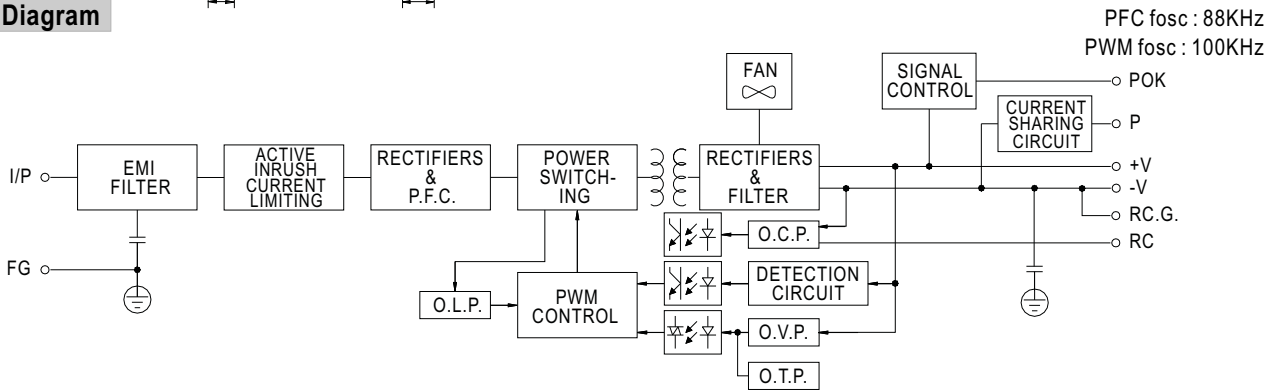 Diagram
PFC fosc : 88KHz
PWM fosc : 100KHz
FAN
SIGNAL
CONTROL
POK
CURRENT
SHARING
CIRCUIT
P
I/P
EMI
FILTER
ACTIVE
INRUSH
CURRENT
LIMITING
RECTIFIERS
&
P.F.C.
POWER
SWITCH-
ING
RECTIFIERS
&
FILTER
+V
-V
RC.G.
RC
O.C.P.
FG
DETECTION
CIRCUIT
O.L.P.
PWM
CONTROL
O.V.P.
O.T.P.